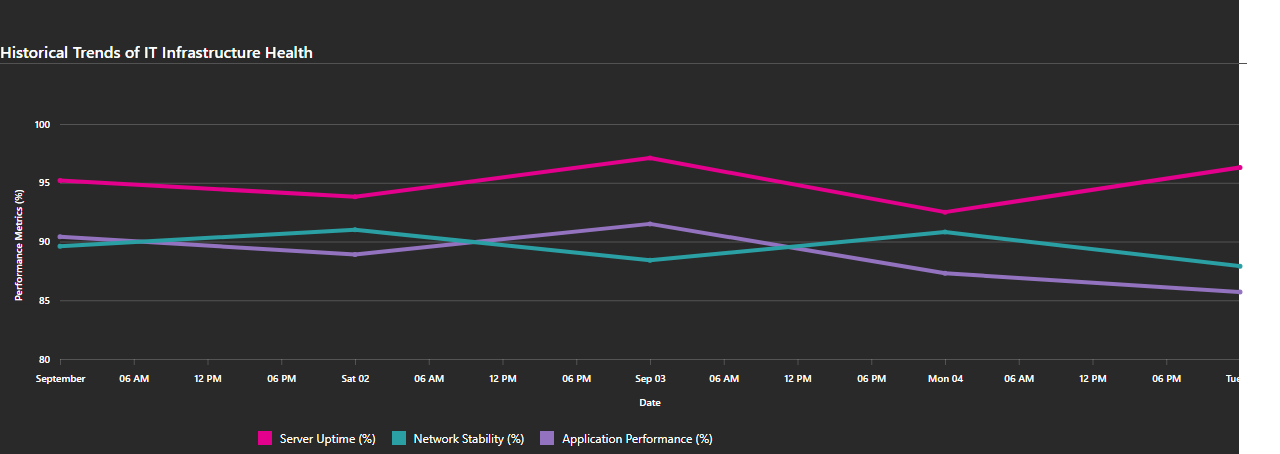 Historical Trends of IT Infrastructure Health
100
95
90
85
80
Performance Metrics (%)
September 06 AM 12 PM 06 PM Sat 02 06 AM 12 PM 06 PM Sep 03 06 AM 12 PM 06 PM Mon 04 06 AM 12 PM 06 PM Tue
Date
Server Uptime (%) Network Stability (%) Application Performance (%)